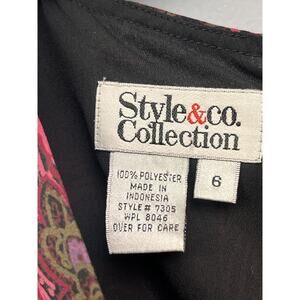 Style&co.
Collection
100% POLYESTER
MADE IN
INDONESIA
STYLE# 7305
WPL 8046
OVER FOR CARE
6